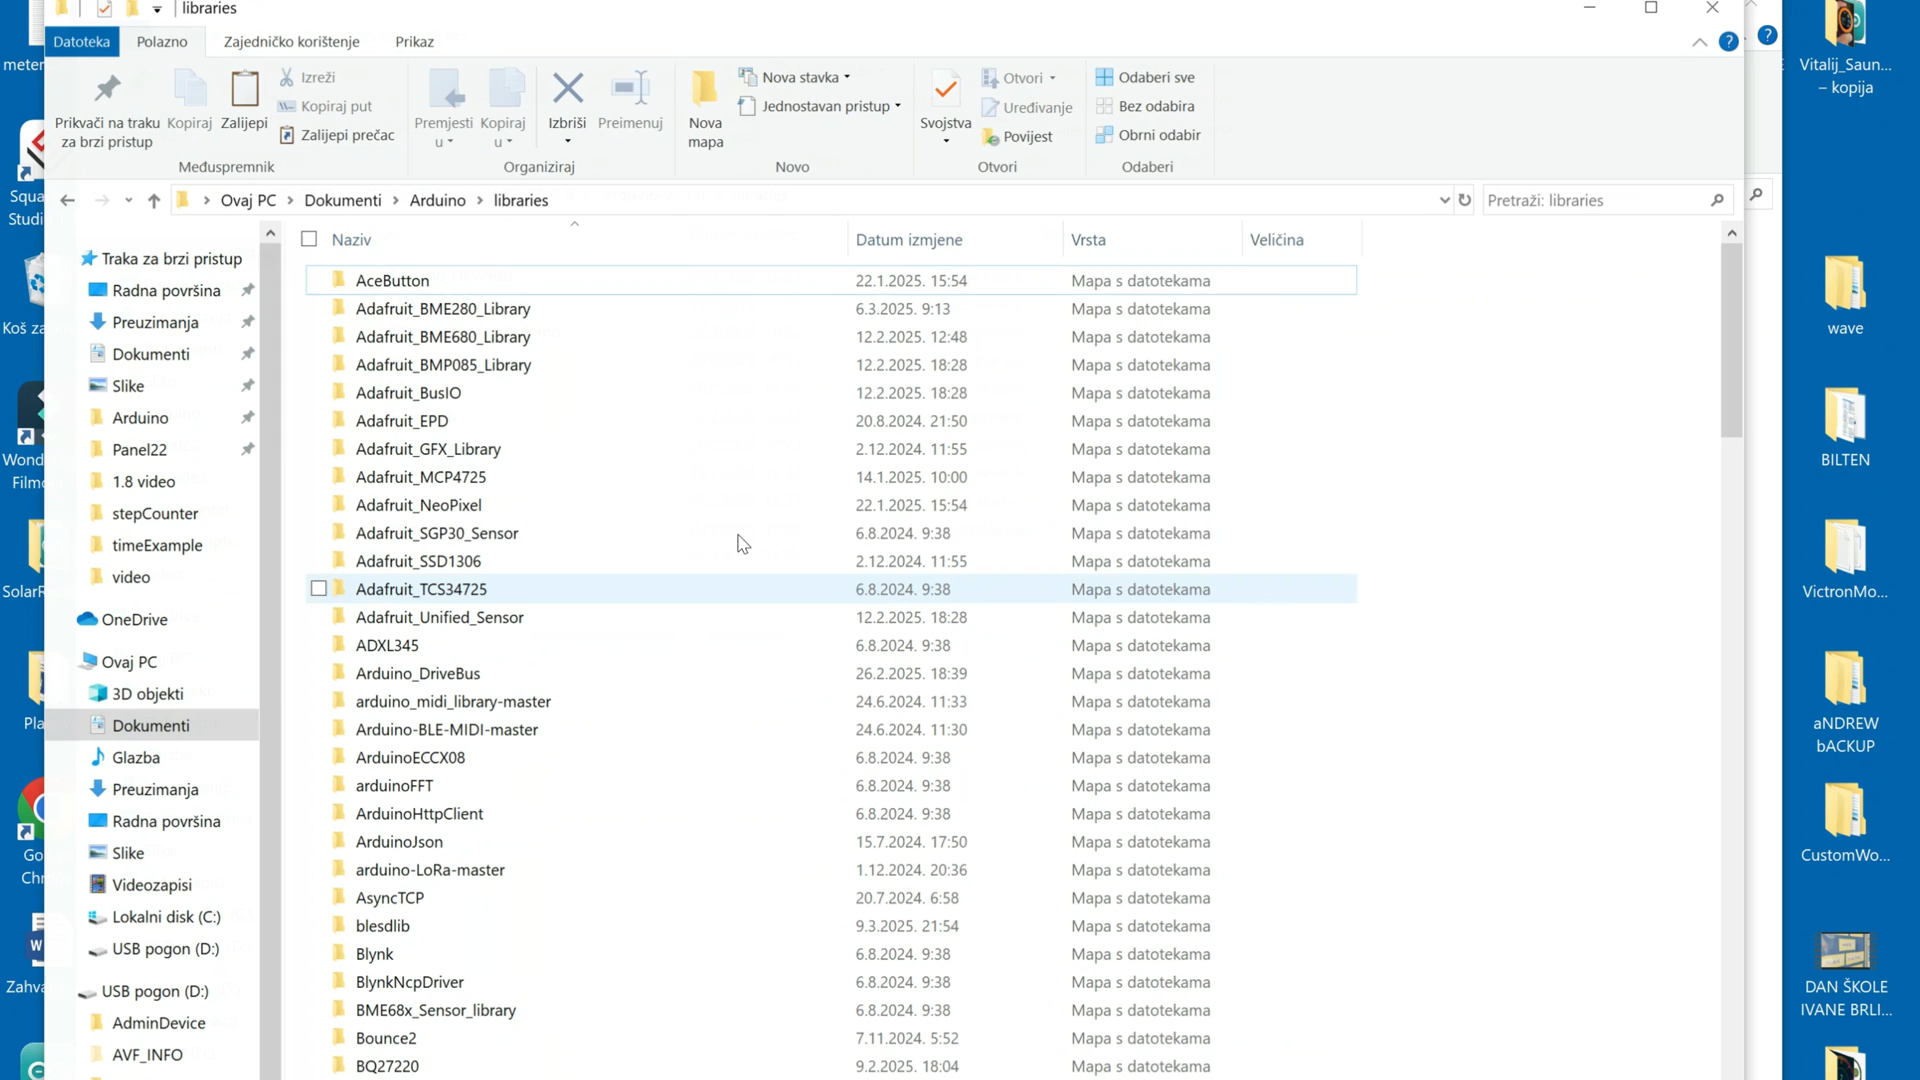 libraries
Datoteka
Polazno
Zajedničko korištenje
Prikaz
Prikvači na traku
za brzi pristup
Kopiraj
Zalijepi
Izreži
Kopiraj put
Zalijepi prečac
Međuspremnik
Premjesti
u
Kopiraj
u
Izbriši
Preimenuj
Organiziraj
Nova
mapa
Nova stavka
Jednostavan pristup
Novo
Svojstva
Otvori
Uređivanje
Povijest
Otvori
Odaberi sve
Bez odabira
Obrni odabir
Odaberi
Ovaj PC
Dokumenti
Arduino
libraries
Pretraži: libraries
Traka za brzi pristup
Radna površina
Preuzimanja
Dokumenti
Slike
Arduino
Panel22
1.8 video
stepCounter
timeExample
video
OneDrive
Ovaj PC
3D objekti
Dokumenti
Glazba
Preuzimanja
Radna površina
Slike
Videozapisi
Lokalni disk (C:)
USB pogon (D:)
USB pogon (D:)
AdminDevice
AVF_INFO
Naziv Datum izmjene Vrsta Veličina
AceButton 22.1.2025. 15:54 Mapa s datotekama
Adafruit_BME280_Library 6.3.2025. 9:13 Mapa s datotekama
Adafruit_BME680_Library 12.2.2025. 12:48 Mapa s datotekama
Adafruit_BMP085_Library 12.2.2025. 18:28 Mapa s datotekama
Adafruit_BusIO 12.2.2025. 18:28 Mapa s datotekama
Adafruit_EPD 20.8.2024. 21:50 Mapa s datotekama
Adafruit_GFX_Library 2.12.2024. 11:55 Mapa s datotekama
Adafruit_MCP4725 14.1.2025. 10:00 Mapa s datotekama
Adafruit_NeoPixel 22.1.2025. 15:54 Mapa s datotekama
Adafruit_SGP30_Sensor 6.8.2024. 9:38 Mapa s datotekama
Adafruit_SSD1306 2.12.2024. 11:55 Mapa s datotekama
Adafruit_TCS34725 6.8.2024. 9:38 Mapa s datotekama
Adafruit_Unified_Sensor 12.2.2025. 18:28 Mapa s datotekama
ADXL345 6.8.2024. 9:38 Mapa s datotekama
Arduino_DriveBus 26.2.2025. 18:39 Mapa s datotekama
arduino_midi_library-master 24.6.2024. 11:33 Mapa s datotekama
Arduino-BLE-MIDI-master 24.6.2024. 11:30 Mapa s datotekama
ArduinoECCX08 6.8.2024. 9:38 Mapa s datotekama
arduinoFFT 6.8.2024. 9:38 Mapa s datotekama
ArduinoHttpClient 6.8.2024. 9:38 Mapa s datotekama
ArduinoJson 15.7.2024. 17:50 Mapa s datotekama
arduino-LoRa-master 1.12.2024. 20:36 Mapa s datotekama
AsyncTCP 20.7.2024. 6:58 Mapa s datotekama
blesdlib 9.3.2025. 21:54 Mapa s datotekama
Blynk 6.8.2024. 9:38 Mapa s datotekama
BlynkNcpDriver 6.8.2024. 9:38 Mapa s datotekama
BME68x_Sensor_library 6.8.2024. 9:38 Mapa s datotekama
Bounce2 7.11.2024. 5:52 Mapa s datotekama
BQ27220 9.2.2025. 18:04 Mapa s datotekama
meter
Squa
Studi
Koš za
Wond
Filmo
SolarR
Pla
Go
Chr
W
Zahva
Vitalij_Saun...
– kopija
wave
BILTEN
VictronMo...
aNDREW
bACKUP
CustomWo...
DAN ŠKOLE
IVANE BRLI...